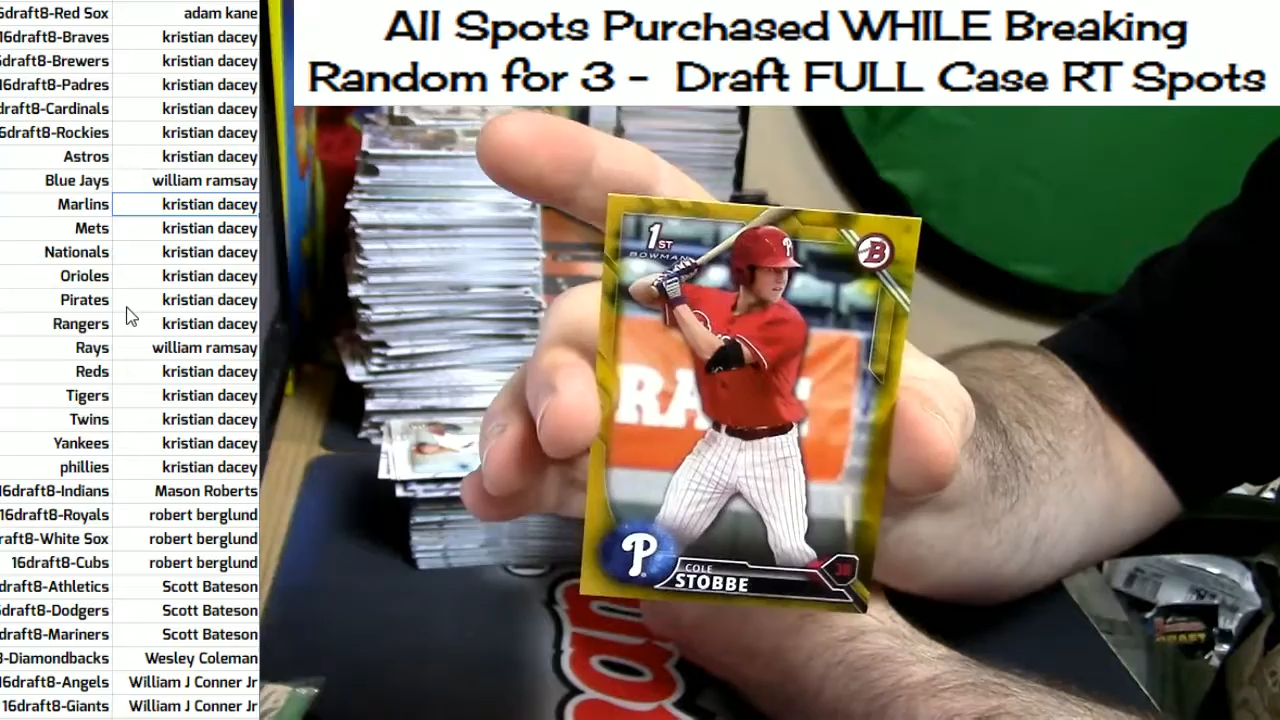 6draft8-Red Sox adam kane
16draft8-Braves kristian dacey
6draft8-Brewers kristian dacey
16draft8-Padres kristian dacey
draft8-Cardinals kristian dacey
6draft8-Rockies kristian dacey
Astros kristian dacey
Blue Jays william ramsay
Marlins kristian dacey
Mets kristian dacey
Nationals kristian dacey
Orioles kristian dacey
Pirates kristian dacey
Rangers kristian dacey
Rays william ramsay
Reds kristian dacey
Tigers kristian dacey
Twins kristian dacey
Yankees kristian dacey
phillies kristian dacey
16draft8-Indians Mason Roberts
16draft8-Royals robert berglund
raft8-White Sox robert berglund
16draft8-Cubs robert berglund
draft8-Athletics Scott Bateson
6draft8-Dodgers Scott Bateson
draft8-Mariners Scott Bateson
8-Diamondbacks Wesley Coleman
16draft8-Angels William J Conner Jr
16draft8-Giants William J Conner Jr
All Spots Purchased WHILE Breaking
Random for 3 - Draft FULL Case RT Spots
1ST
BOWMAN
B
P
RA
P
COLE
STOBBE
3B